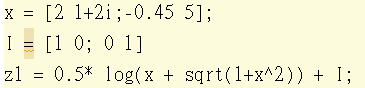 x = [2 1+2i;-0.45 5];
I = [1 0; 0 1]
z1 = 0.5* log(x + sqrt(1+x^2)) + I;